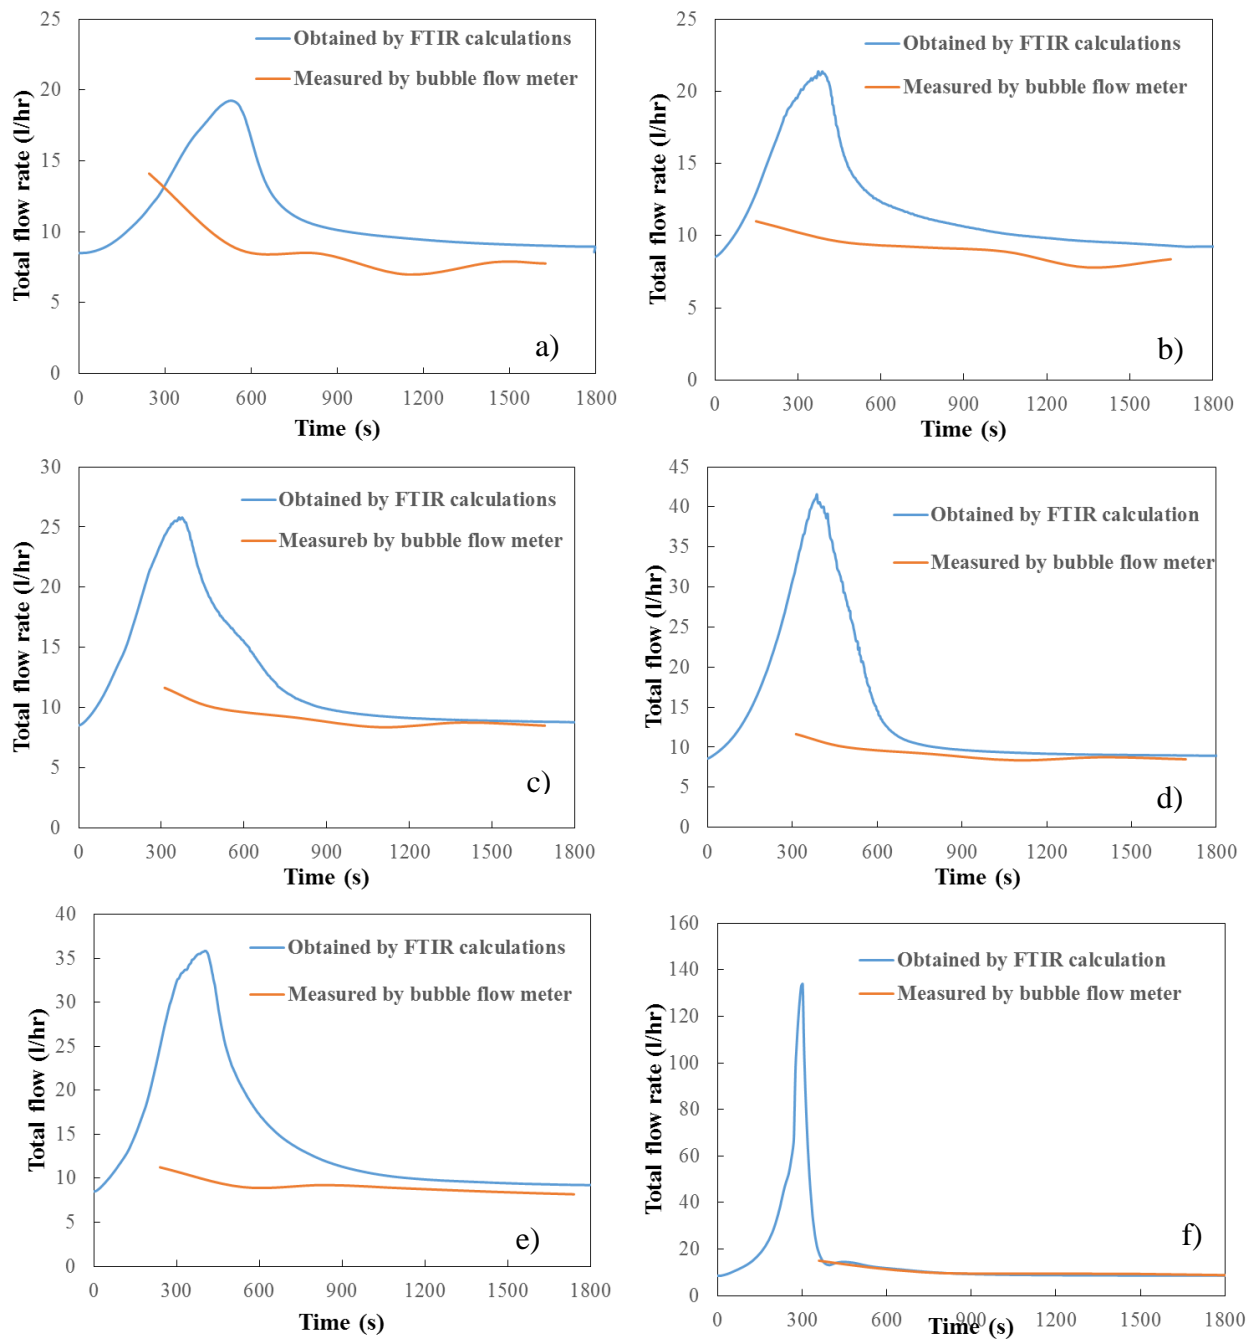 25
20
15
10
5
0
Total flow rate (l/hr)
Obtained by FTIR calculations
Measured by bubble flow meter
a)
0 300 600 900 1200 1500 1800
Time (s)
25
20
15
10
5
0
Total flow rate (l/hr)
Obtained by FTIR calculations
Measured by bubble flow meter
b)
0 300 600 900 1200 1500 1800
Time (s)
30
25
20
15
10
5
0
Total flow rate (l/hr)
Obtained by FTIR calculations
Measureb by bubble flow meter
c)
0 300 600 900 1200 1500 1800
Time (s)
45
40
35
30
25
20
15
10
5
0
Total flow (l/hr)
Obtained by FTIR calculation
Measured by bubble flow meter
d)
0 300 600 900 1200 1500 1800
Time (s)
40
35
30
25
20
15
10
5
0
Total flow (l/hr)
Obtained by FTIR calculations
Measured by bubble flow meter
e)
0 300 600 900 1200 1500 1800
Time (s)
160
140
120
100
80
60
40
20
0
Total flow rate (l/hr)
Obtained by FTIR calculation
Measured by bubble flow meter
f)
0 300 600 900 1200 1500 1800
Time (s)